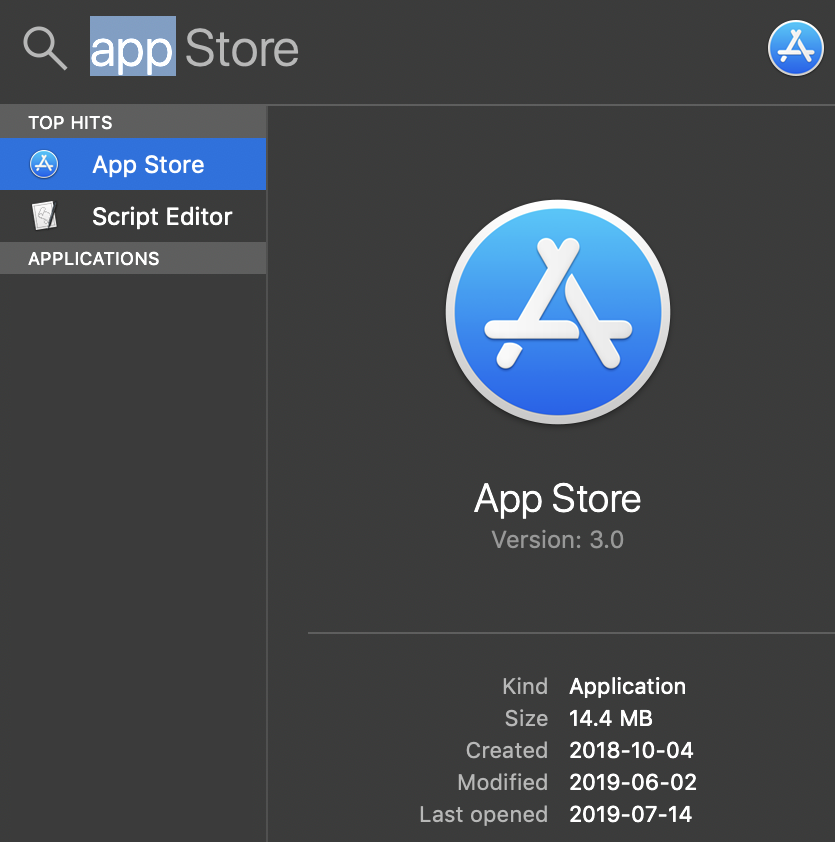 app Store
TOP HITS
App Store
Script Editor
APPLICATIONS
App Store
Version: 3.0
Kind Application
Size 14.4 MB
Created 2018-10-04
Modified 2019-06-02
Last opened 2019-07-14